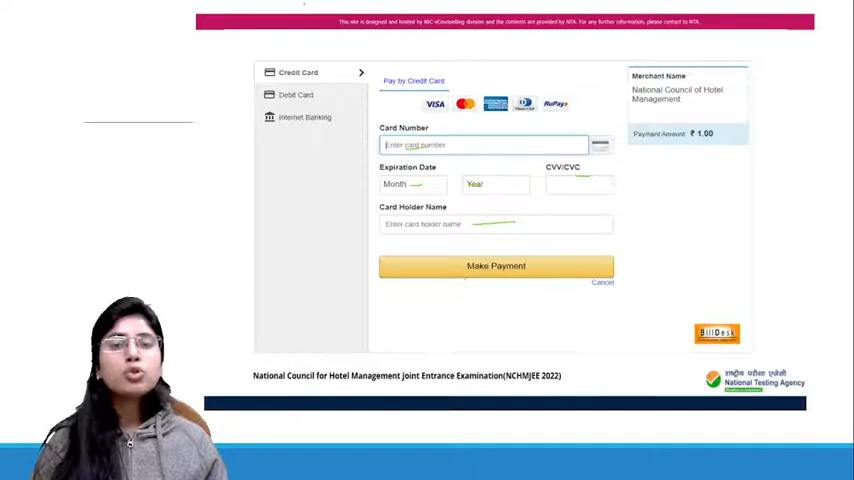 This site is designed and hosted by NIC eCounselling division and the contents are provided by NTA. For any further information, please contact to NTA.
Credit Card
Debit Card
Internet Banking
Pay by Credit Card
VISA
RuPay
Card Number
Enter card number
Expiration Date
CVV/CVC
Month
Year
Card Holder Name
Enter card holder name
Make Payment
Cancel
Merchant Name
National Council of Hotel
Management
Payment Amount: ₹ 1.00
BillDesk
National Council for Hotel Management Joint Entrance Examination(NCHMJEE 2022)
राष्ट्रीय परीक्षा एजेंसी
National Testing Agency